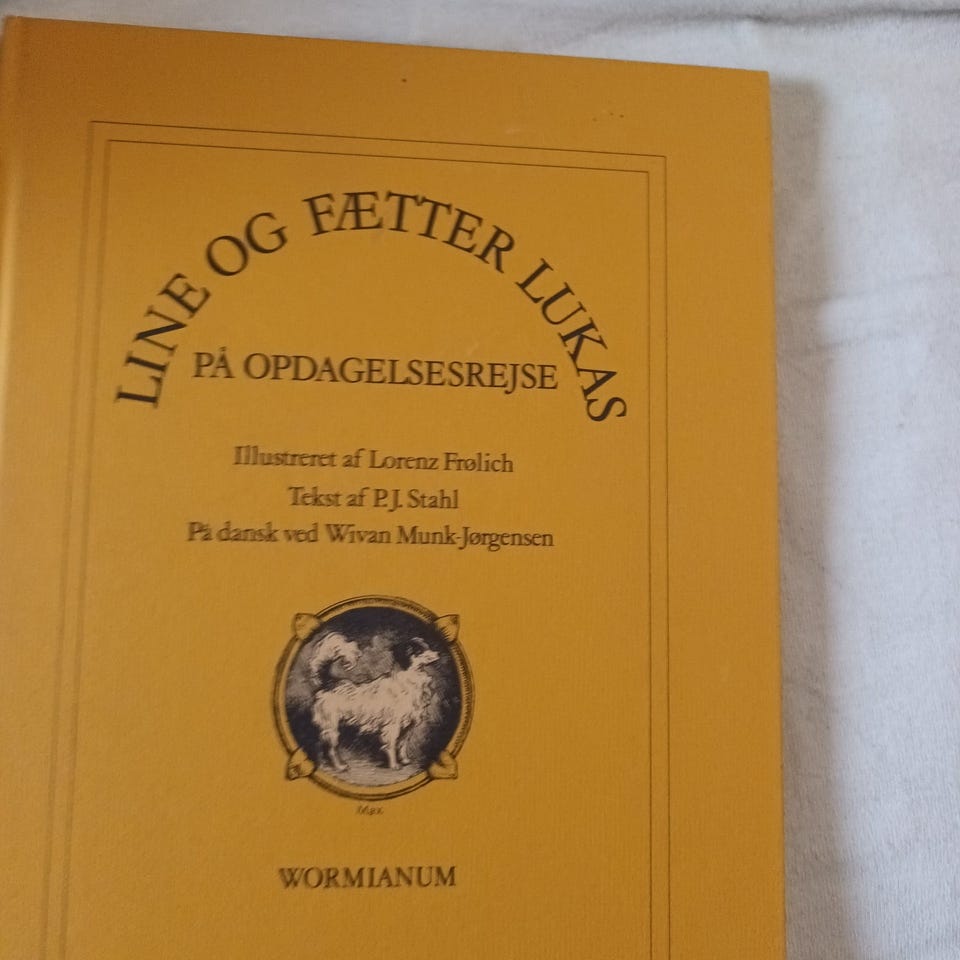 LINE OG FÆTTER LUKAS
PÅ OPDAGELSESREJSE
Illustreret af Lorenz Frølich
Tekst af P.J. Stahl
På dansk ved Wivan Munk-Jørgensen
Max
WORMIANUM